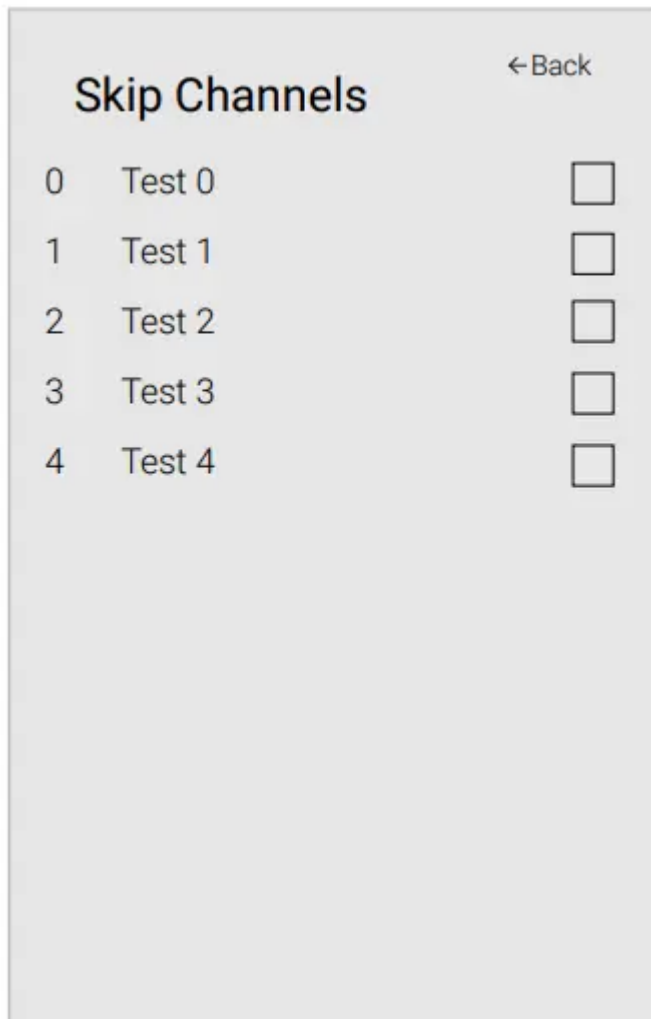 ←Back
Skip Channels
0 Test 0
1 Test 1
2 Test 2
3 Test 3
4 Test 4